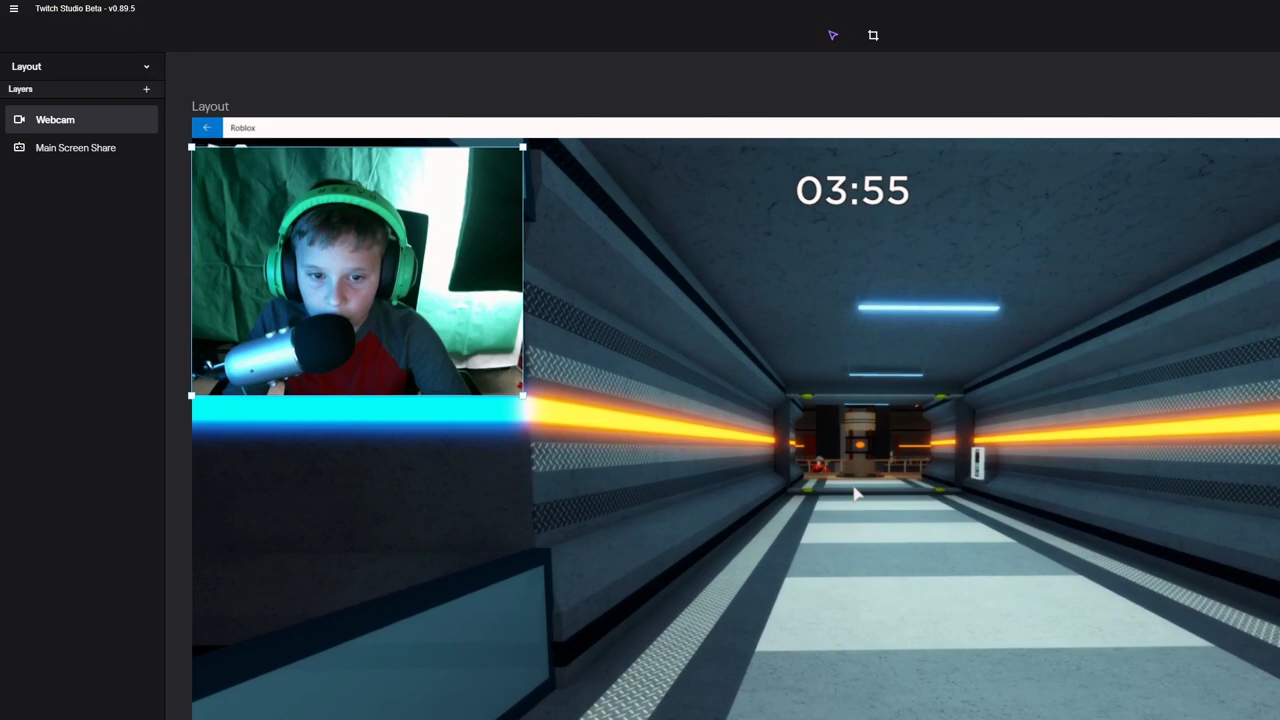 Twitch Studio Beta - v0.89.5
Layout
Layers
Webcam
Main Screen Share
Layout
Roblox
03:55